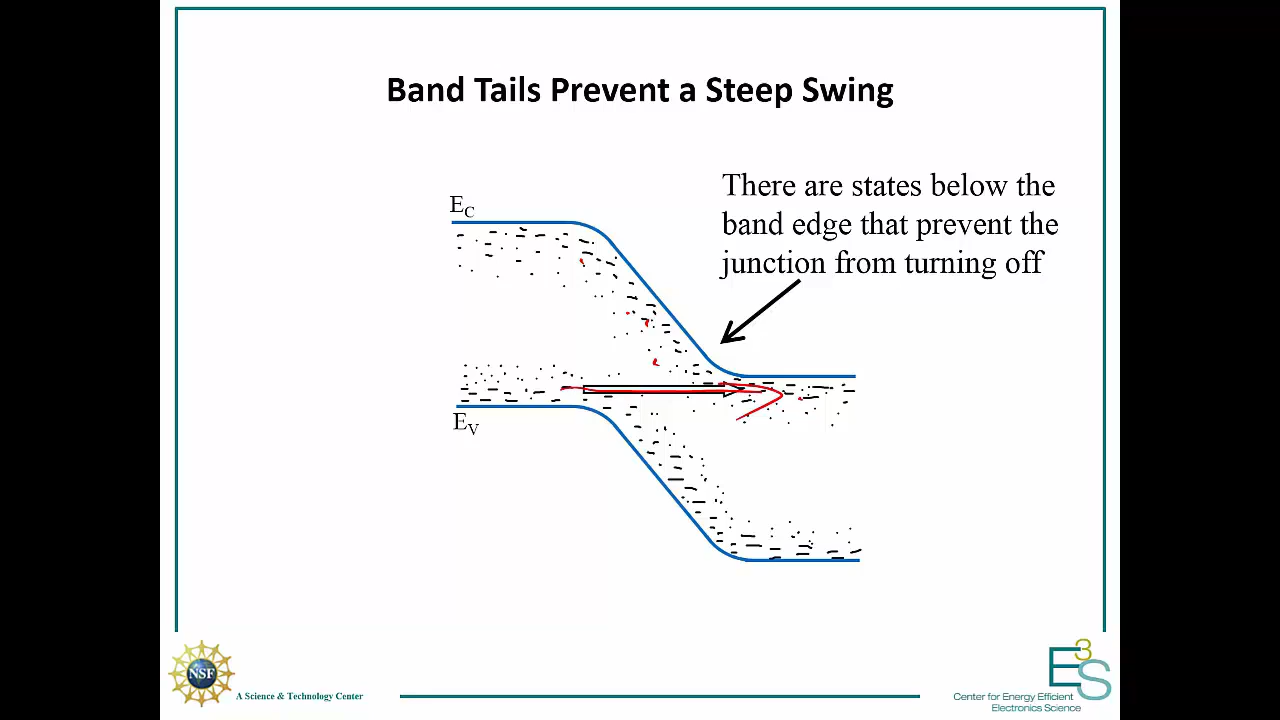 Band Tails Prevent a Steep Swing
There are states below the
band edge that prevent the
junction from turning off
E_C
E_V
NSF
A Science & Technology Center
E3S
Center for Energy Efficient
Electronics Science